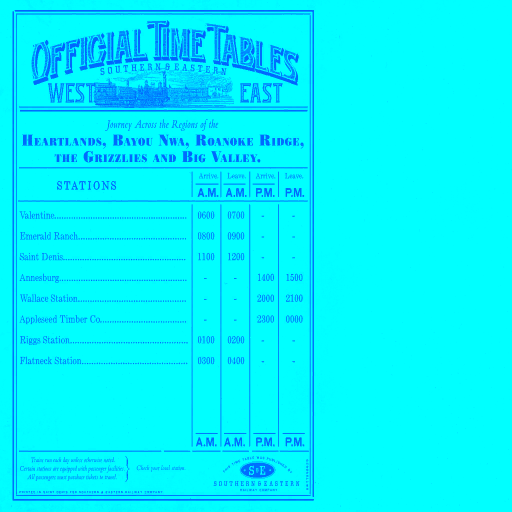 OFFICIAL TIME TABLES
SOUTHERN & EASTERN
WEST EAST
Journey Across the Regions of the
HEARTLANDS, BAYOU NWA, ROANOKE RIDGE,
THE GRIZZLIES AND BIG VALLEY.
STATIONS Arrive. Leave. Arrive. Leave.
A.M. A.M. P.M. P.M.
Valentine 0600 0700 - -
Emerald Ranch 0800 0900 - -
Saint Denis 1100 1200 - -
Annesburg - - 1400 1500
Wallace Station - - 2000 2100
Appleseed Timber Co. - - 2300 0000
Riggs Station 0100 0200 - -
Flatneck Station 0300 0400 - -
A.M. A.M. P.M. P.M.
Trains run each day unless otherwise noted.
Certain stations are equipped with passenger facilities.
All passengers must purchase tickets to travel.
Check your local station.
THIS TIME TABLE WAS PUBLISHED BY
S&E
SOUTHERN & EASTERN
RAILWAY COMPANY
PRINTED IN SAINT DENIS FOR SOUTHERN & EASTERN RAILWAY COMPANY